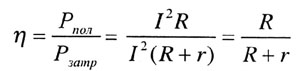 η = P_пол / P_затр = I²R / I²(R + r) = R / R + r